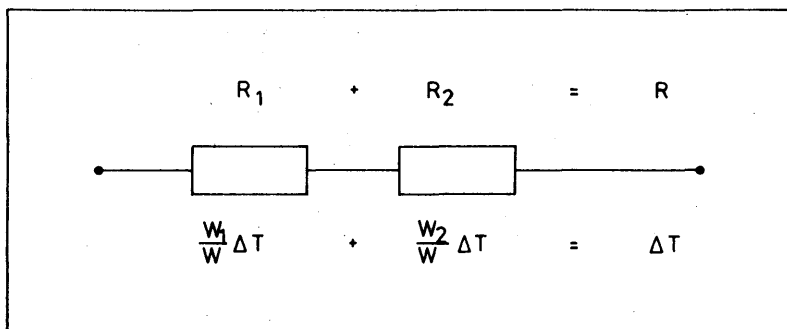 R₁ + R₂ = R
W₁/W ΔT + W₂/W ΔT = ΔT